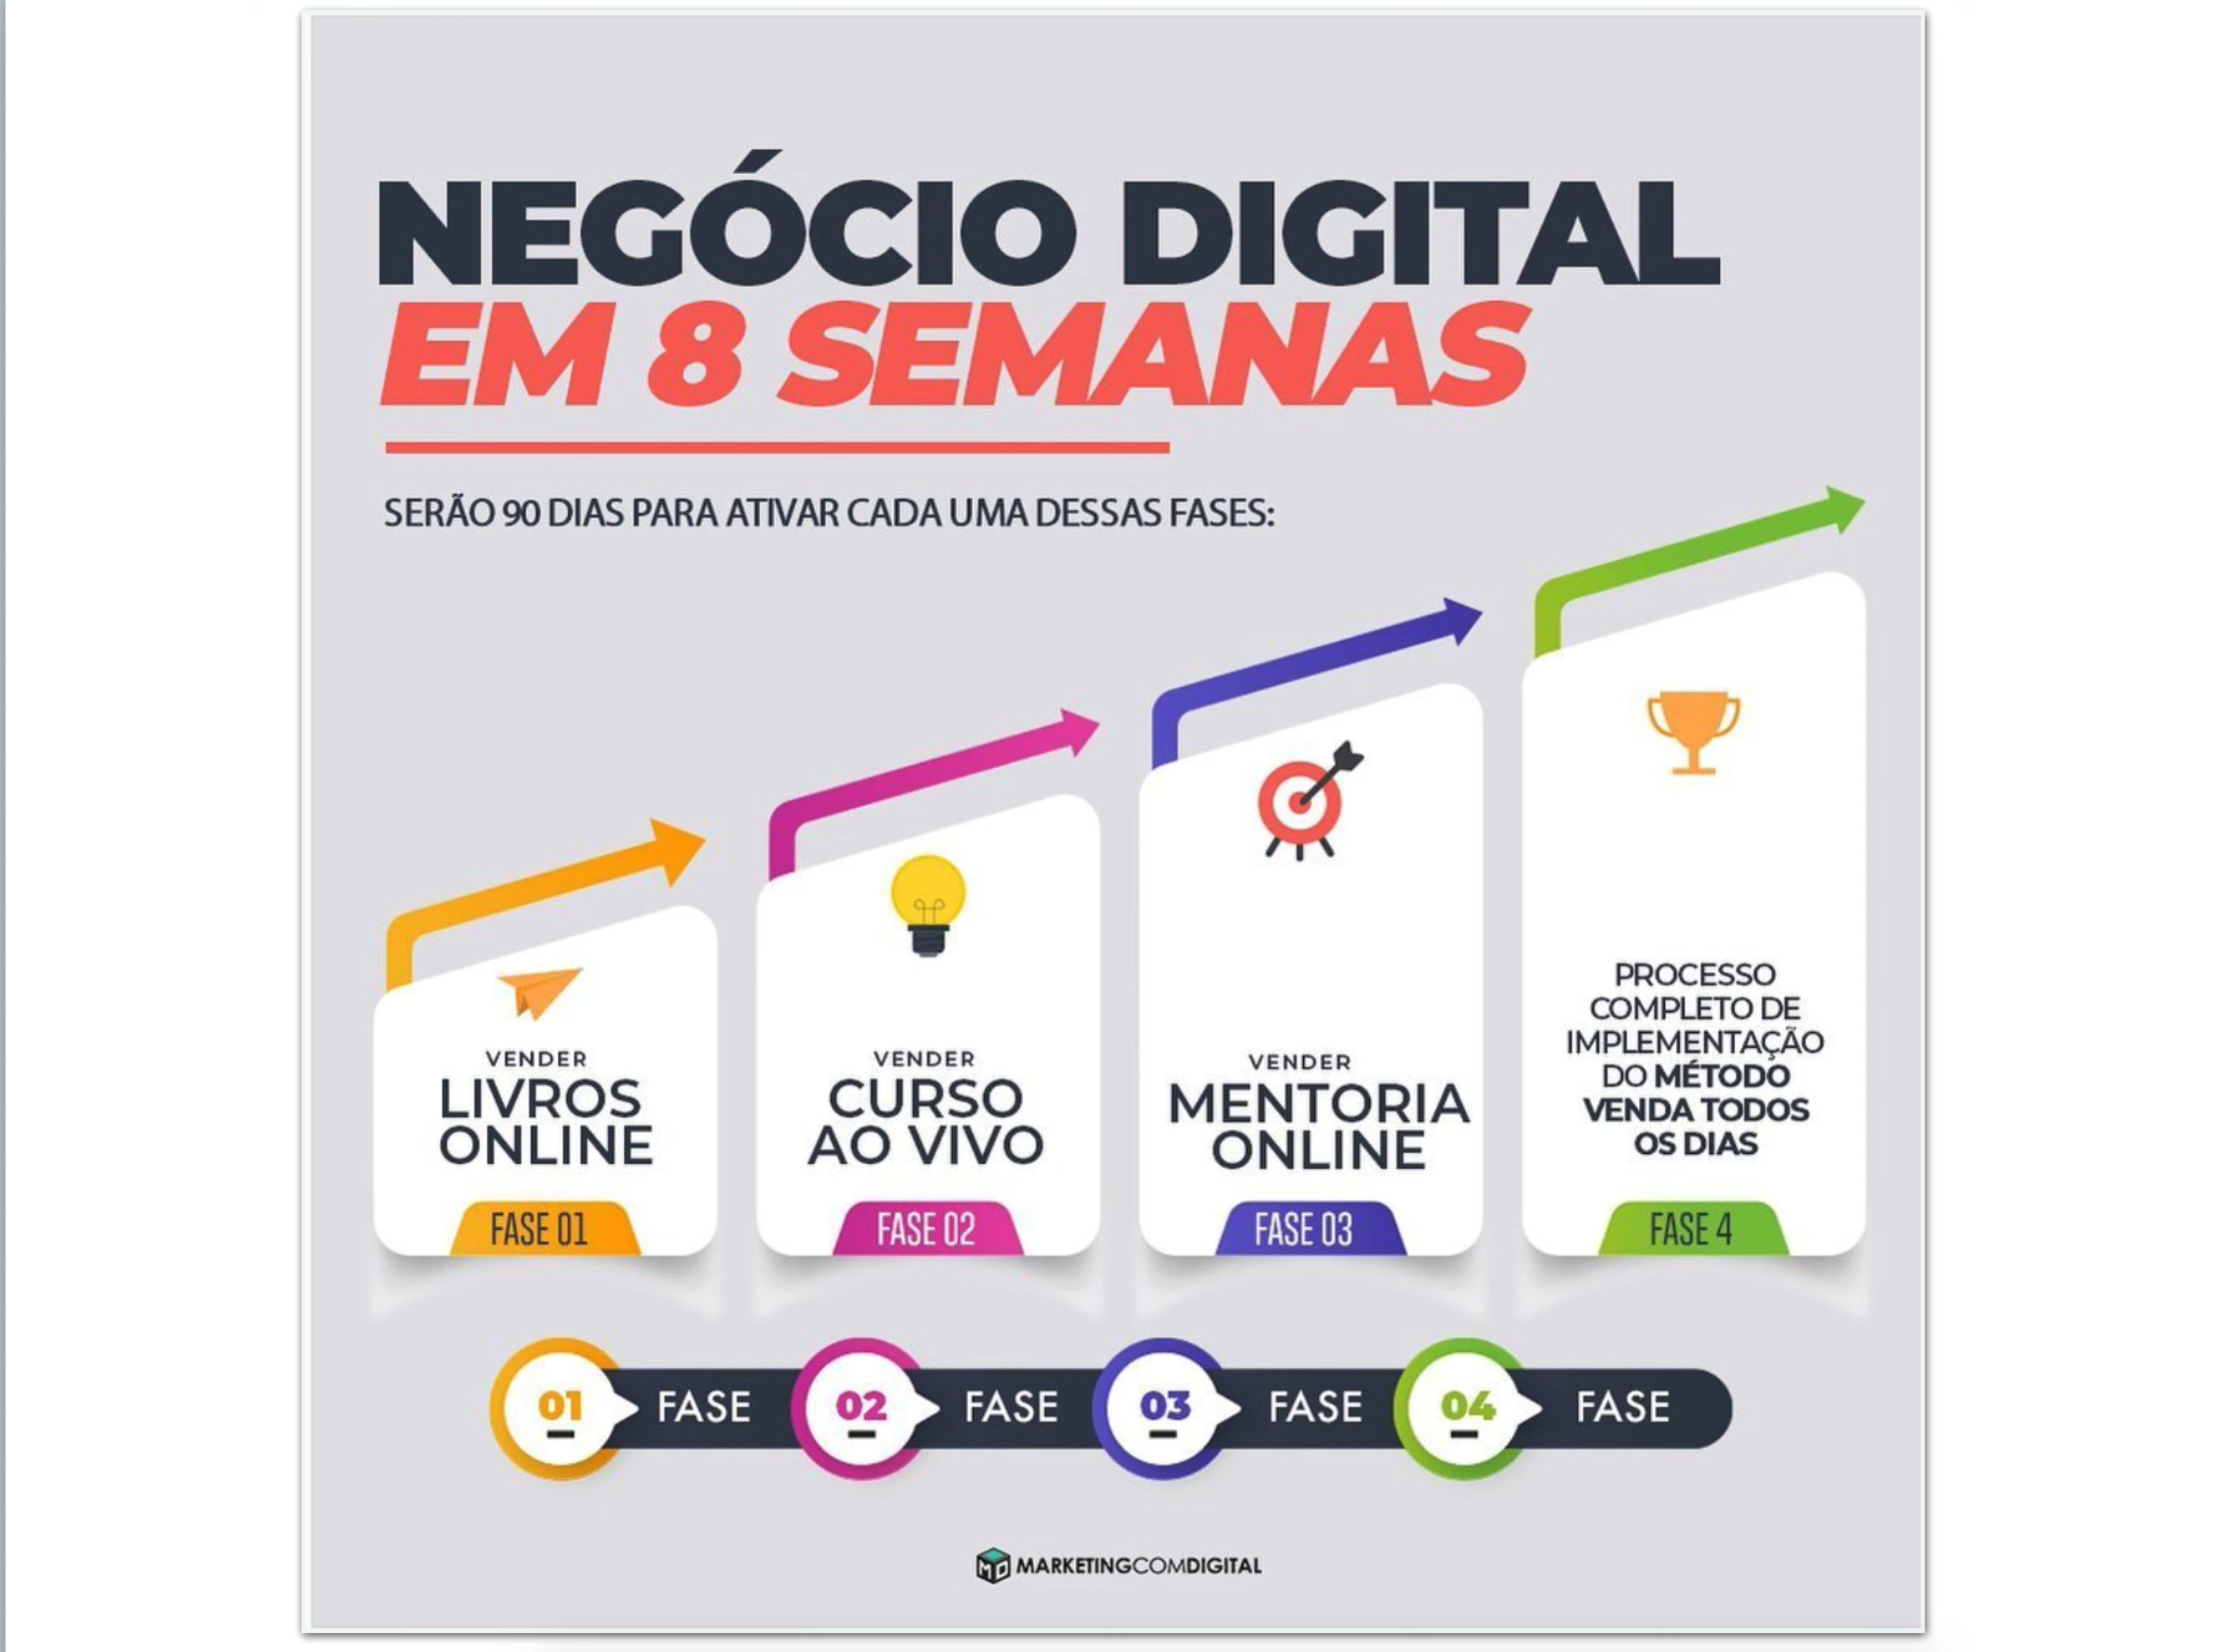 NEGÓCIO DIGITAL
EM 8 SEMANAS
SERÃO 90 DIAS PARA ATIVAR CADA UMA DESSAS FASES:
VENDER
LIVROS
ONLINE
FASE 01
VENDER
CURSO
AO VIVO
FASE 02
VENDER
MENTORIA
ONLINE
FASE 03
PROCESSO
COMPLETO DE
IMPLEMENTAÇÃO
DO MÉTODO
VENDA TODOS
OS DIAS
FASE 4
01 FASE 02 FASE 03 FASE 04 FASE
MD MARKETINGCOMDIGITAL